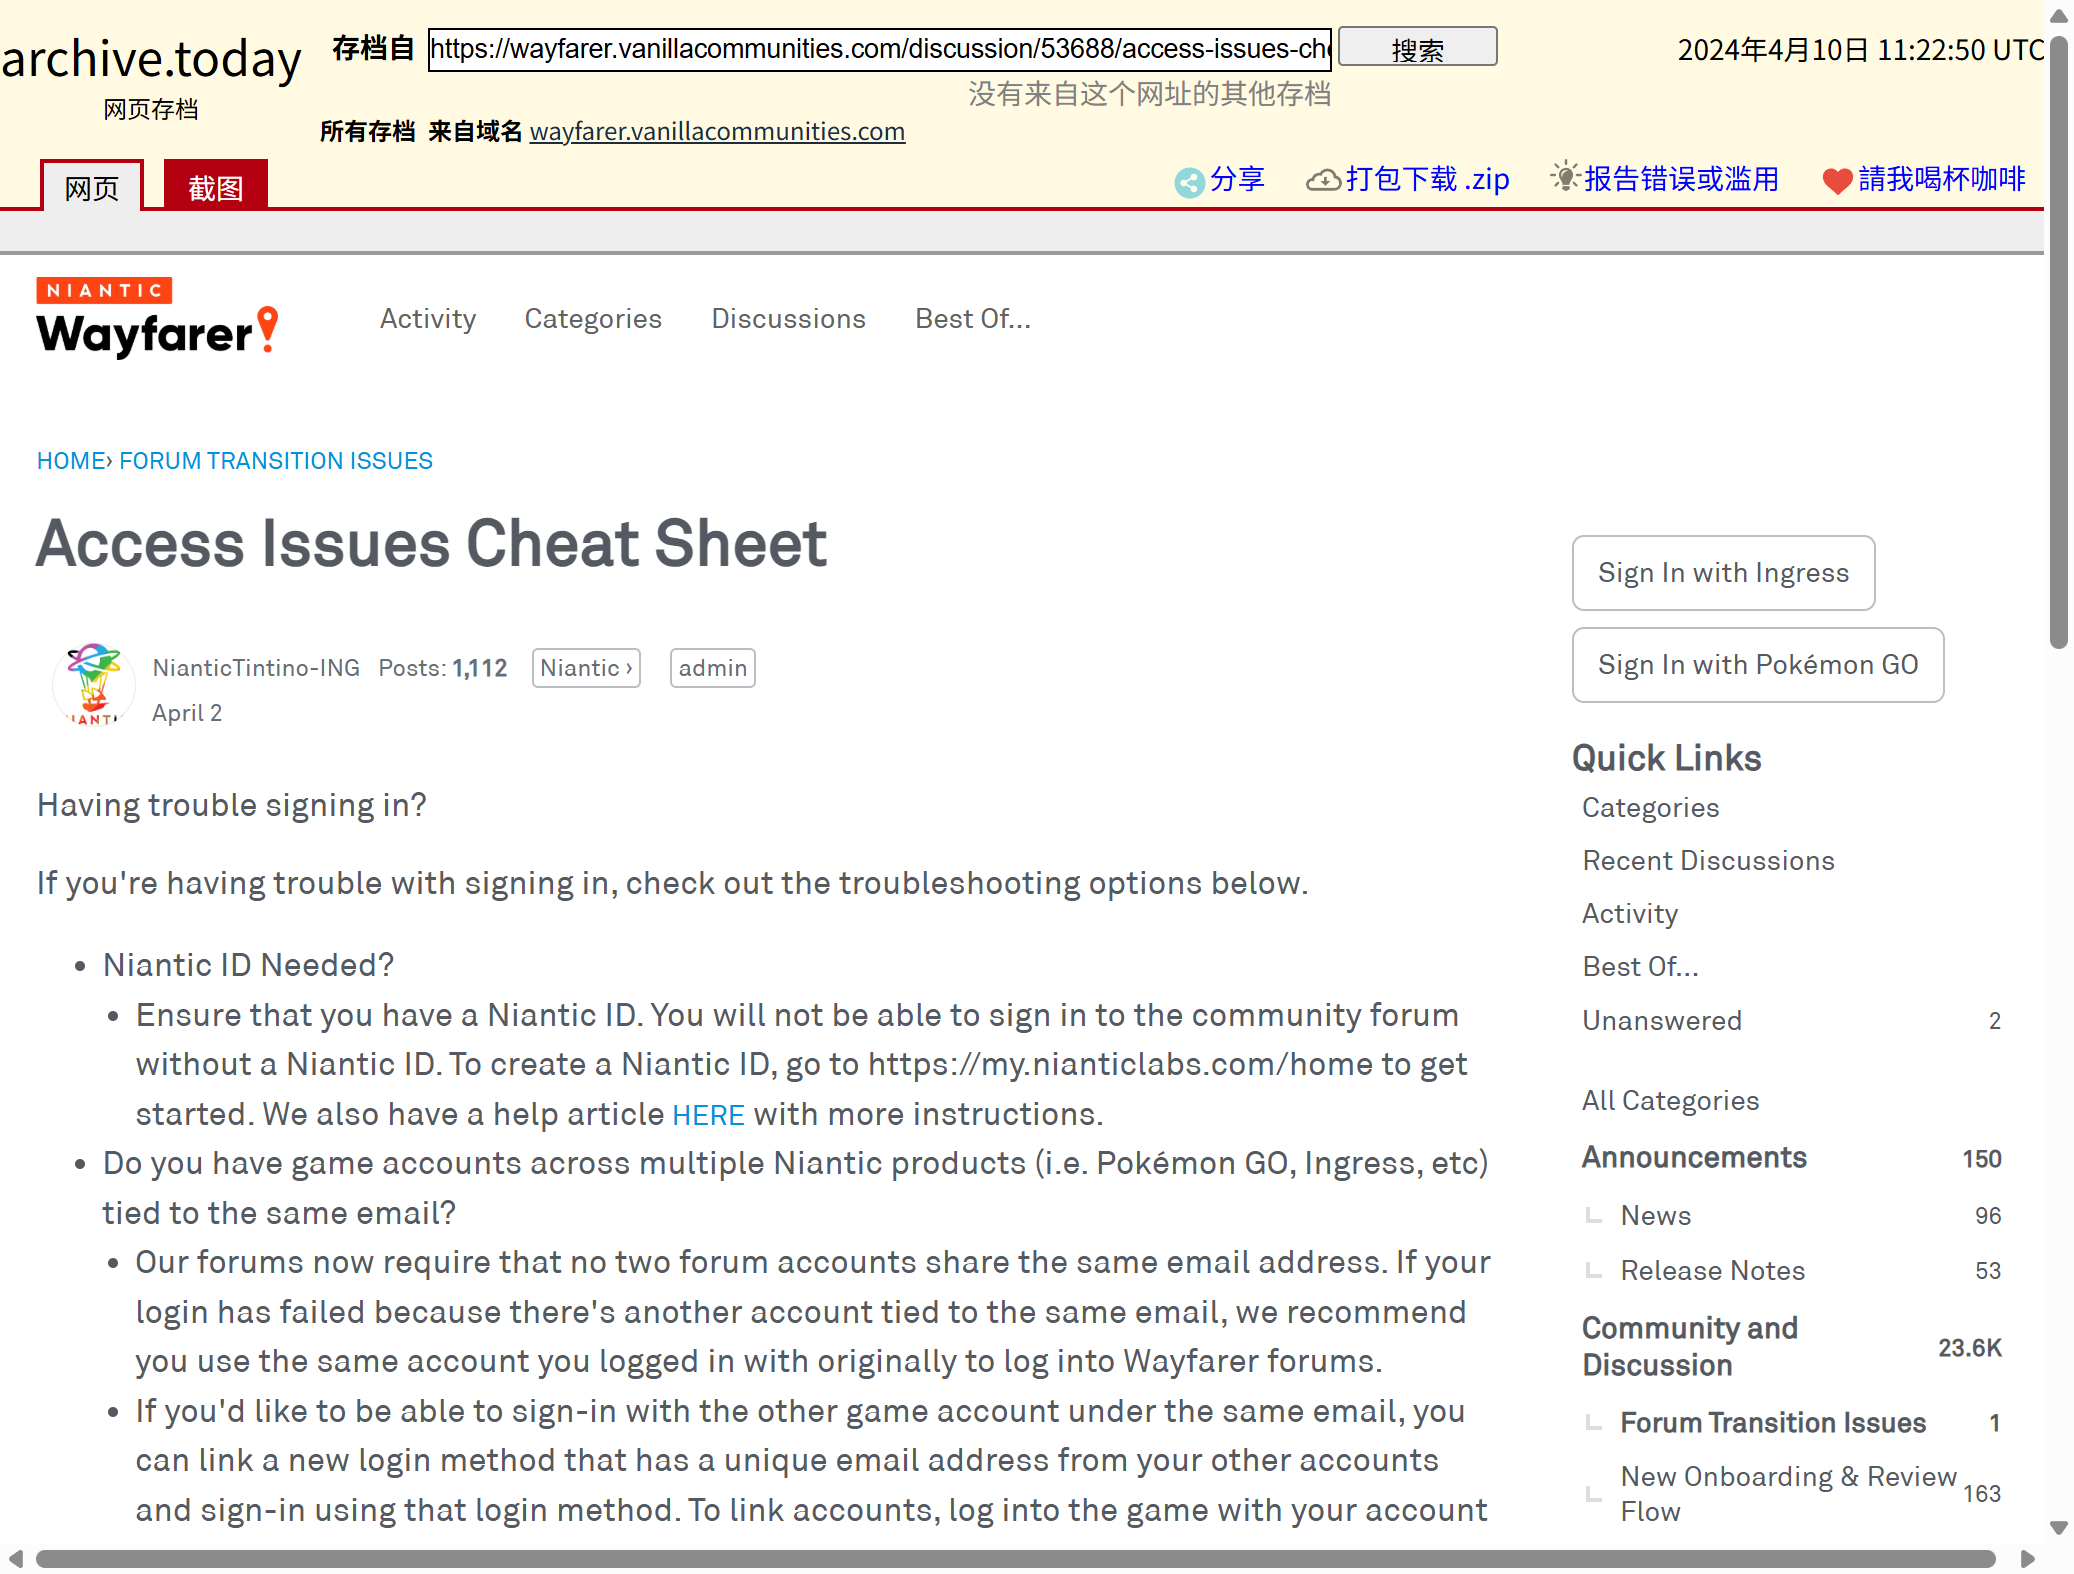 archive.today
网页存档
存档自 https://wayfarer.vanillacommunities.com/discussion/53688/access-issues-che 搜索 2024年4月10日 11:22:50 UTC
没有来自这个网址的其他存档
所有存档 来自域名 wayfarer.vanillacommunities.com
网页 截图 分享 打包下载 .zip 报告错误或滥用 請我喝杯咖啡
NIANTIC
Wayfarer!
Activity Categories Discussions Best Of...
HOME› FORUM TRANSITION ISSUES
Access Issues Cheat Sheet
NianticTintino-ING Posts: 1,112 Niantic › admin
April 2
Having trouble signing in?
If you're having trouble with signing in, check out the troubleshooting options below.
• Niantic ID Needed?
• Ensure that you have a Niantic ID. You will not be able to sign in to the community forum
without a Niantic ID. To create a Niantic ID, go to https://my.nianticlabs.com/home to get
started. We also have a help article HERE with more instructions.
• Do you have game accounts across multiple Niantic products (i.e. Pokémon GO, Ingress, etc)
tied to the same email?
• Our forums now require that no two forum accounts share the same email address. If your
login has failed because there's another account tied to the same email, we recommend
you use the same account you logged in with originally to log into Wayfarer forums.
• If you'd like to be able to sign-in with the other game account under the same email, you
can link a new login method that has a unique email address from your other accounts
and sign-in using that login method. To link accounts, log into the game with your account
Sign In with Ingress
Sign In with Pokémon GO
Quick Links
Categories
Recent Discussions
Activity
Best Of...
Unanswered 2
All Categories
Announcements 150
News 96
Release Notes 53
Community and
Discussion 23.6K
Forum Transition Issues 1
New Onboarding & Review
Flow 163